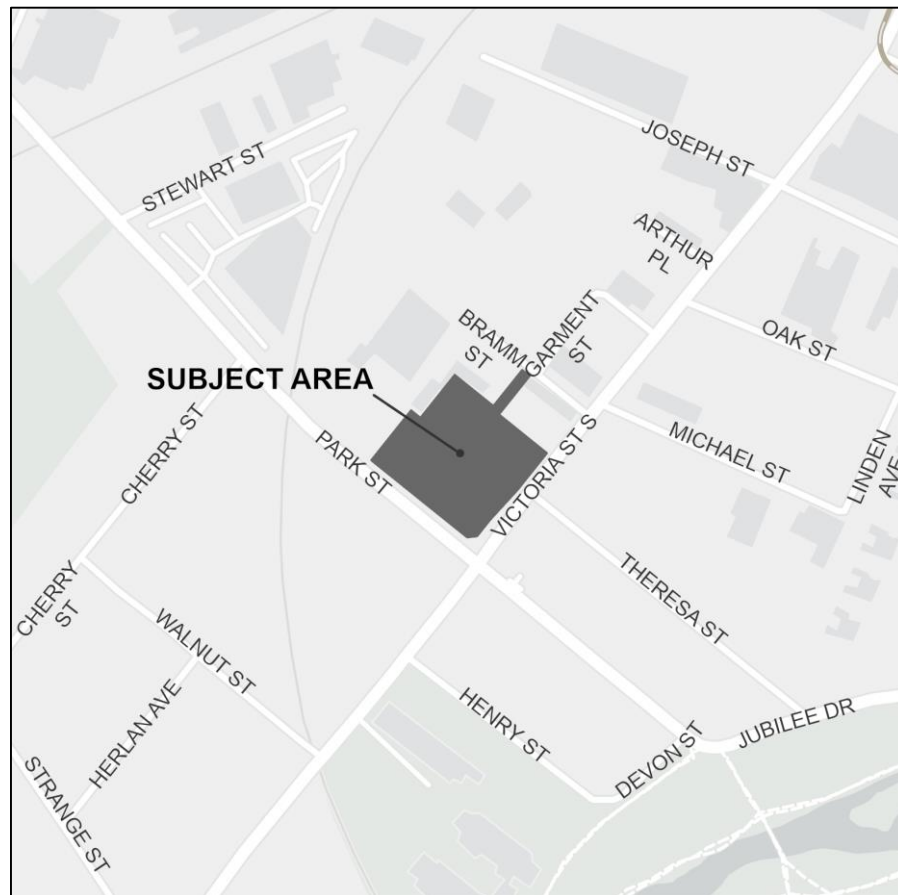 STEWART ST
JOSEPH ST
ARTHUR
PL
GARMENT
ST
BRAMM
ST
OAK ST
SUBJECT AREA
CHERRY ST
PARK ST
VICTORIA ST S
MICHAEL ST
LINDEN
AVE
CHERRY
ST
WALNUT ST
THERESA ST
HERLAN AVE
HENRY ST
DEVON ST
JUBILEE DR
STRANGE ST